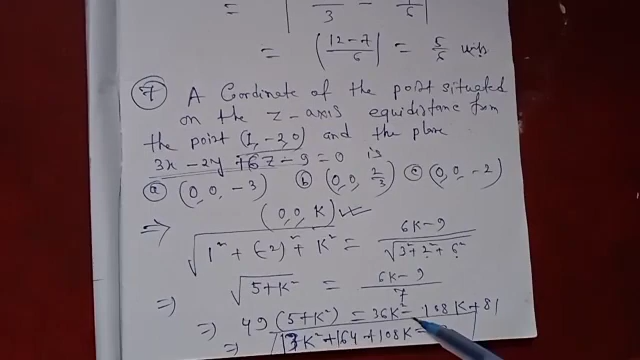 = | /3 - 1/6 |
= | (12-7)/6 | = 5/6 unit
⑦ A Cordinate of the point situated
on the z-axis equidistance from
the point (1, -2, 0) and the plane
3x - 2y + 6z - 9 = 0 is
ⓐ (0, 0, -3) ⓑ (0, 0, 2/3) ⓒ (0, 0, -2)
(0, 0, K)
⇒ √(1² + (-2)² + K²) = (6K-9)/√(3²+2²+6²)
⇒ √(5+K²) = (6K-9)/7
⇒ 49 (5+K²) = 36K² - 108K + 81
⇒ 13K² + 164 + 108K =